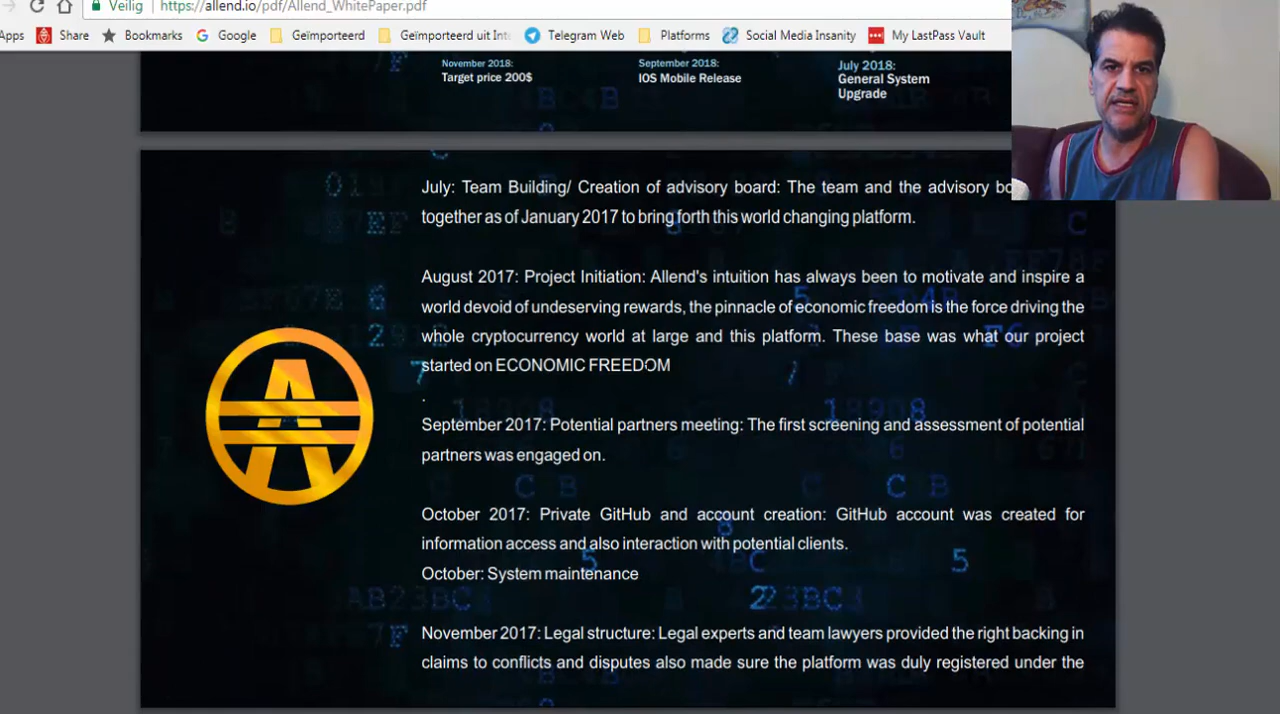 Veilig
https://allend.io/pdf/Allend_WhitePaper.pdf
Apps Share Bookmarks Google Geïmporteerd Geïmporteerd uit Int Telegram Web Platforms Social Media Insanity My LastPass Vault
November 2018:
Target price 200$
September 2018:
IOS Mobile Release
July 2018:
General System
Upgrade
July: Team Building/ Creation of advisory board: The team and the advisory
together as of January 2017 to bring forth this world changing platform.
August 2017: Project Initiation: Allend's intuition has always been to motivate and inspire a
world devoid of undeserving rewards, the pinnacle of economic freedom is the force driving the
whole cryptocurrency world at large and this platform. These base was what our project
started on ECONOMIC FREEDOM
.
September 2017: Potential partners meeting: The first screening and assessment of potential
partners was engaged on.
October 2017: Private GitHub and account creation: GitHub account was created for
information access and also interaction with potential clients.
October: System maintenance
November 2017: Legal structure: Legal experts and team lawyers provided the right backing in
claims to conflicts and disputes also made sure the platform was duly registered under the